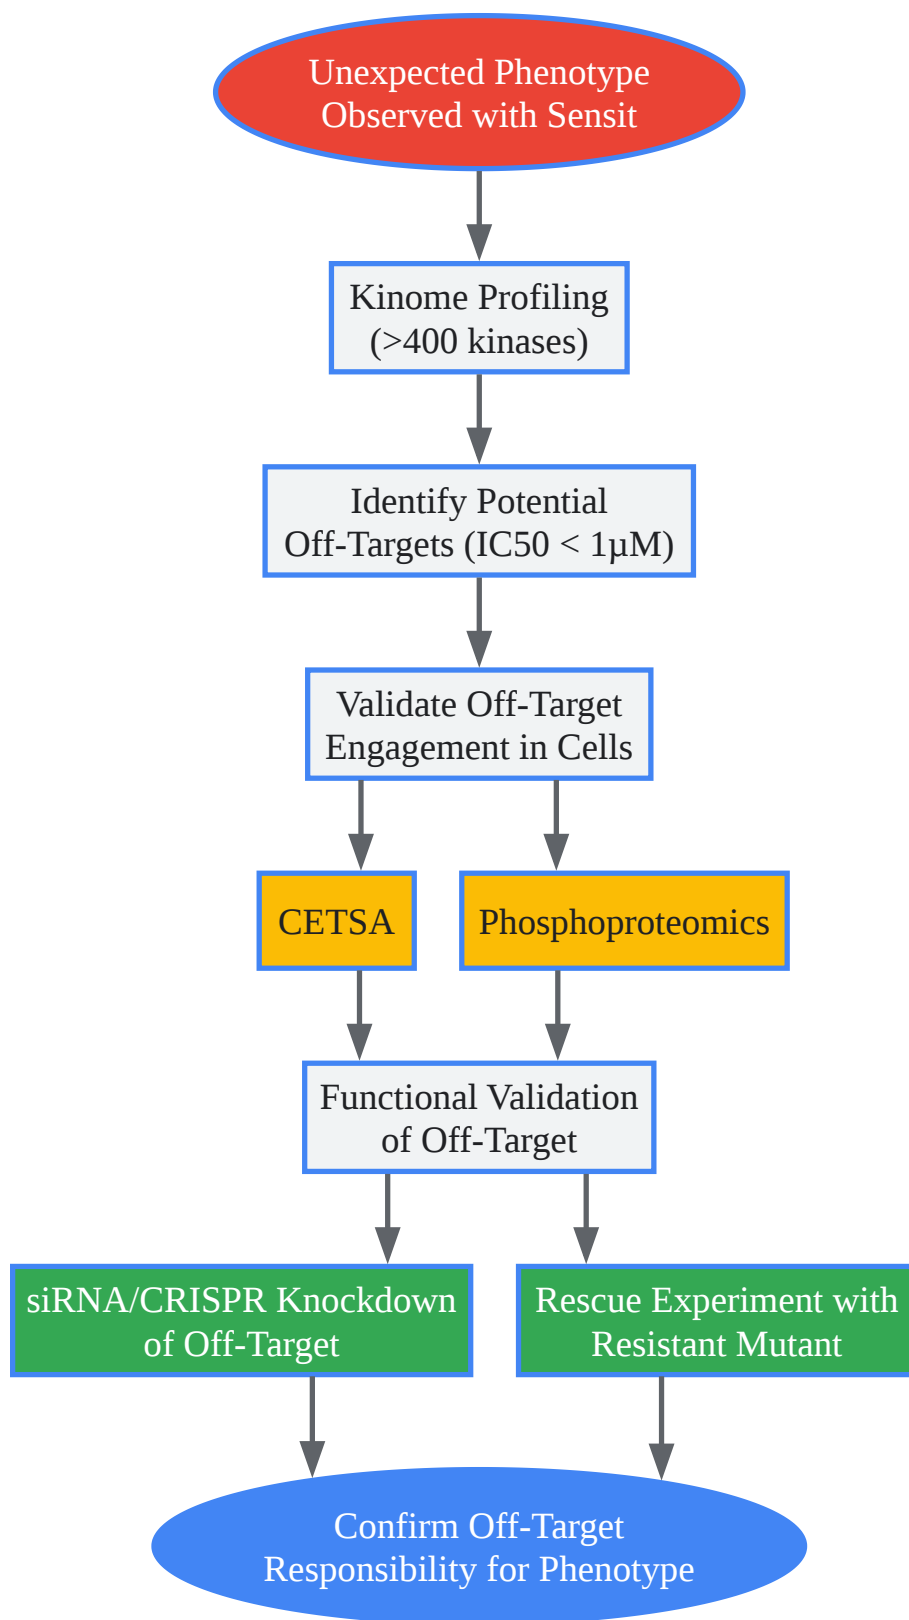 Unexpected Phenotype
Observed with Sensit
Kinome Profiling
(>400 kinases)
Identify Potential
Off-Targets (IC50 < 1µM)
Validate Off-Target
Engagement in Cells
CETSA
Phosphoproteomics
Functional Validation
of Off-Target
siRNA/CRISPR Knockdown
of Off-Target
Rescue Experiment with
Resistant Mutant
Confirm Off-Target
Responsibility for Phenotype